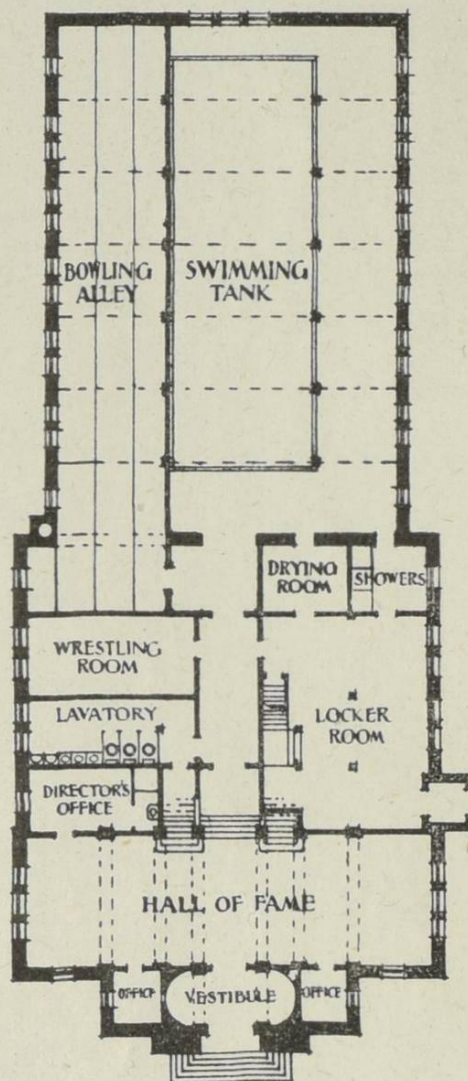 BOWLING
ALLEY
SWIMMING
TANK
DRYING
ROOM
SHOWERS
WRESTLING
ROOM
LAVATORY
LOCKER
ROOM
DIRECTOR'S
OFFICE
HALL OF FAME
OFFICE
VESTIBULE
OFFICE